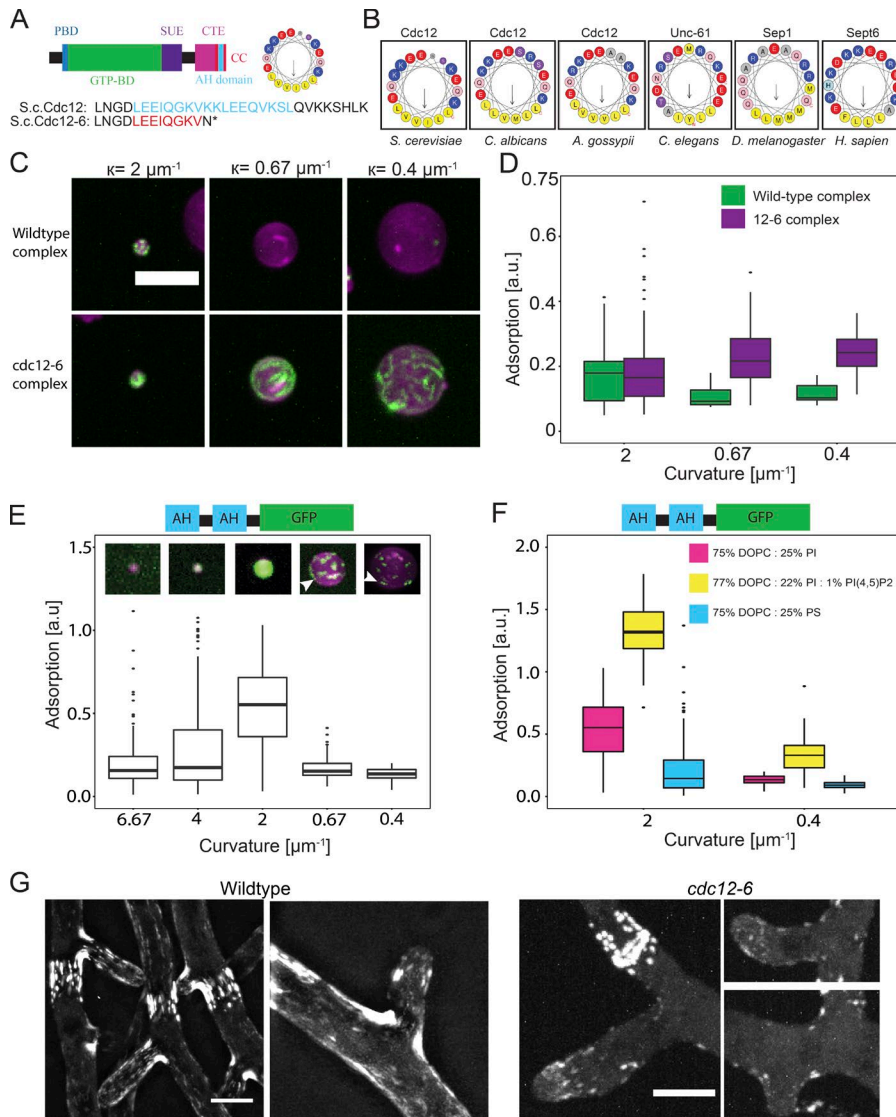 A
PBD
SUE
CTE
CC
GTP-BD
AH domain
S.c.Cdc12: LNGDLEEIQGKVKKLEEQVKSLQVKKSHLK
S.c.Cdc12-6: LNGDLEEIQGKVN*
B
Cdc12 Cdc12 Cdc12 Unc-61 Sep1 Sept6
S. cerevisiae C. albicans A. gossypii C. elegans D. melanogaster H. sapien
C
κ= 2 μm⁻¹ κ= 0.67 μm⁻¹ κ= 0.4 μm⁻¹
Wildtype
complex
cdc12-6
complex
D
Adsorption [a.u.]
0.75
0.6
0.4
0.2
0
Wild-type complex
12-6 complex
2 0.67 0.4
Curvature [μm⁻¹]
E
AH AH GFP
Adsorption [a.u]
1.5
1.0
0.5
0.0
6.67 4 2 0.67 0.4
Curvature [μm⁻¹]
F
AH AH GFP
Adsorption [a.u.]
2.0
1.5
1.0
0.5
0.0
75% DOPC : 25% PI
77% DOPC : 22% PI : 1% PI(4,5)P2
75% DOPC : 25% PS
2 0.4
Curvature [μm⁻¹]
G
Wildtype
cdc12-6